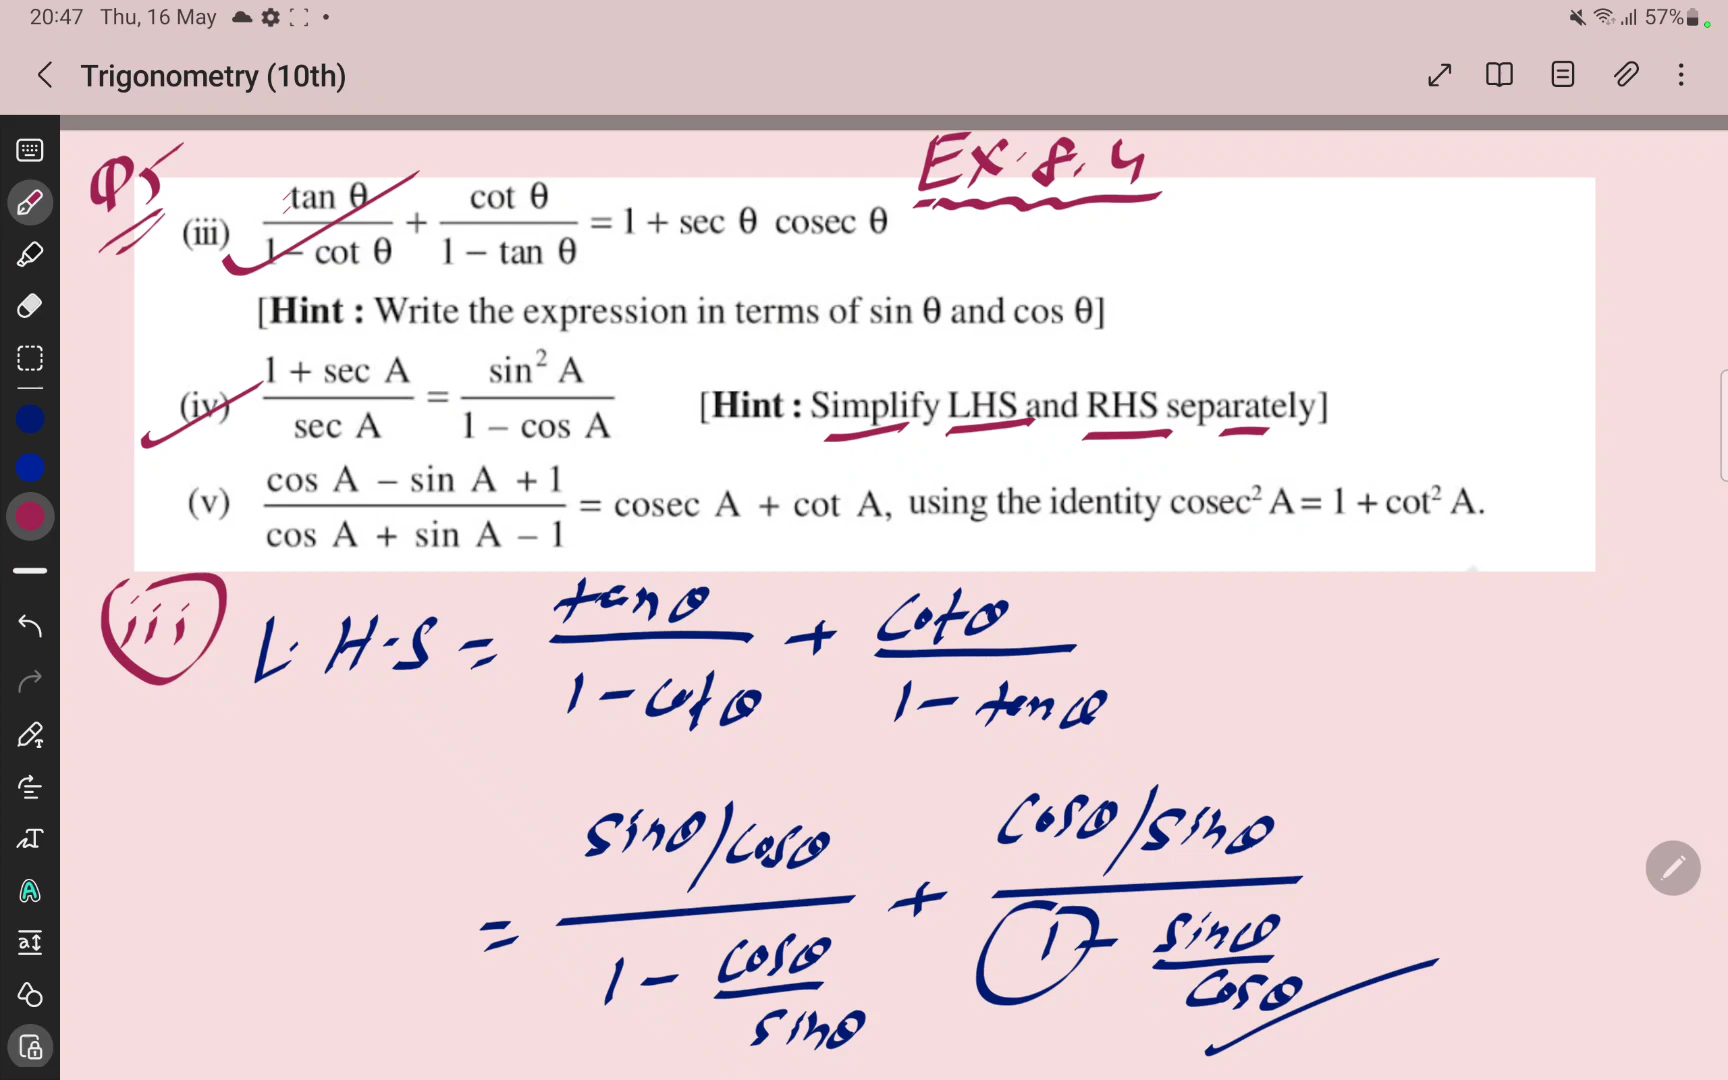 20:47 Thu, 16 May 57%
Trigonometry (10th)
Q5 Ex. 8.4
(iii) tan θ / 1 – cot θ + cot θ / 1 – tan θ = 1 + sec θ cosec θ
[Hint : Write the expression in terms of sin θ and cos θ]
(iv) 1 + sec A / sec A = sin² A / 1 – cos A [Hint : Simplify LHS and RHS separately]
(v) cos A – sin A + 1 / cos A + sin A – 1 = cosec A + cot A, using the identity cosec² A = 1 + cot² A.
iii L.H.S = tanθ / 1 - cotθ + cotθ / 1 - tanθ
= sinθ/cosθ / 1 - cosθ/sinθ + cosθ/sinθ / 1 - sinθ/cosθ